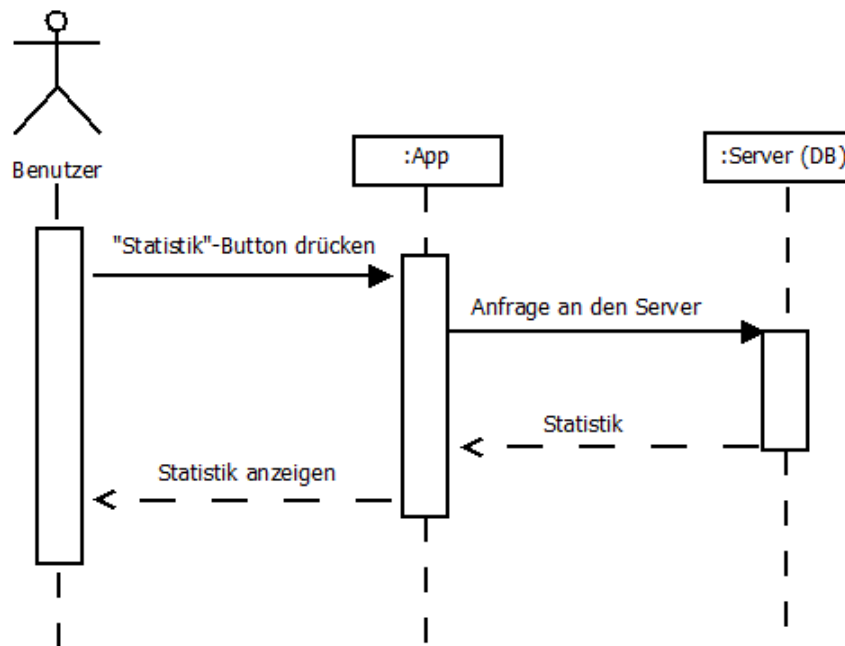 :App
:Server (DB)
Benutzer
"Statistik"-Button drücken
Anfrage an den Server
Statistik
Statistik anzeigen